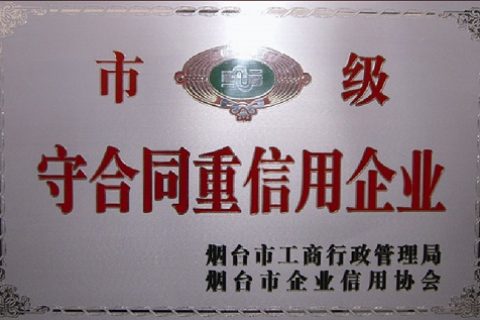 市 级
守合同重信用企业
烟台市工商行政管理局
烟台市企业信用协会